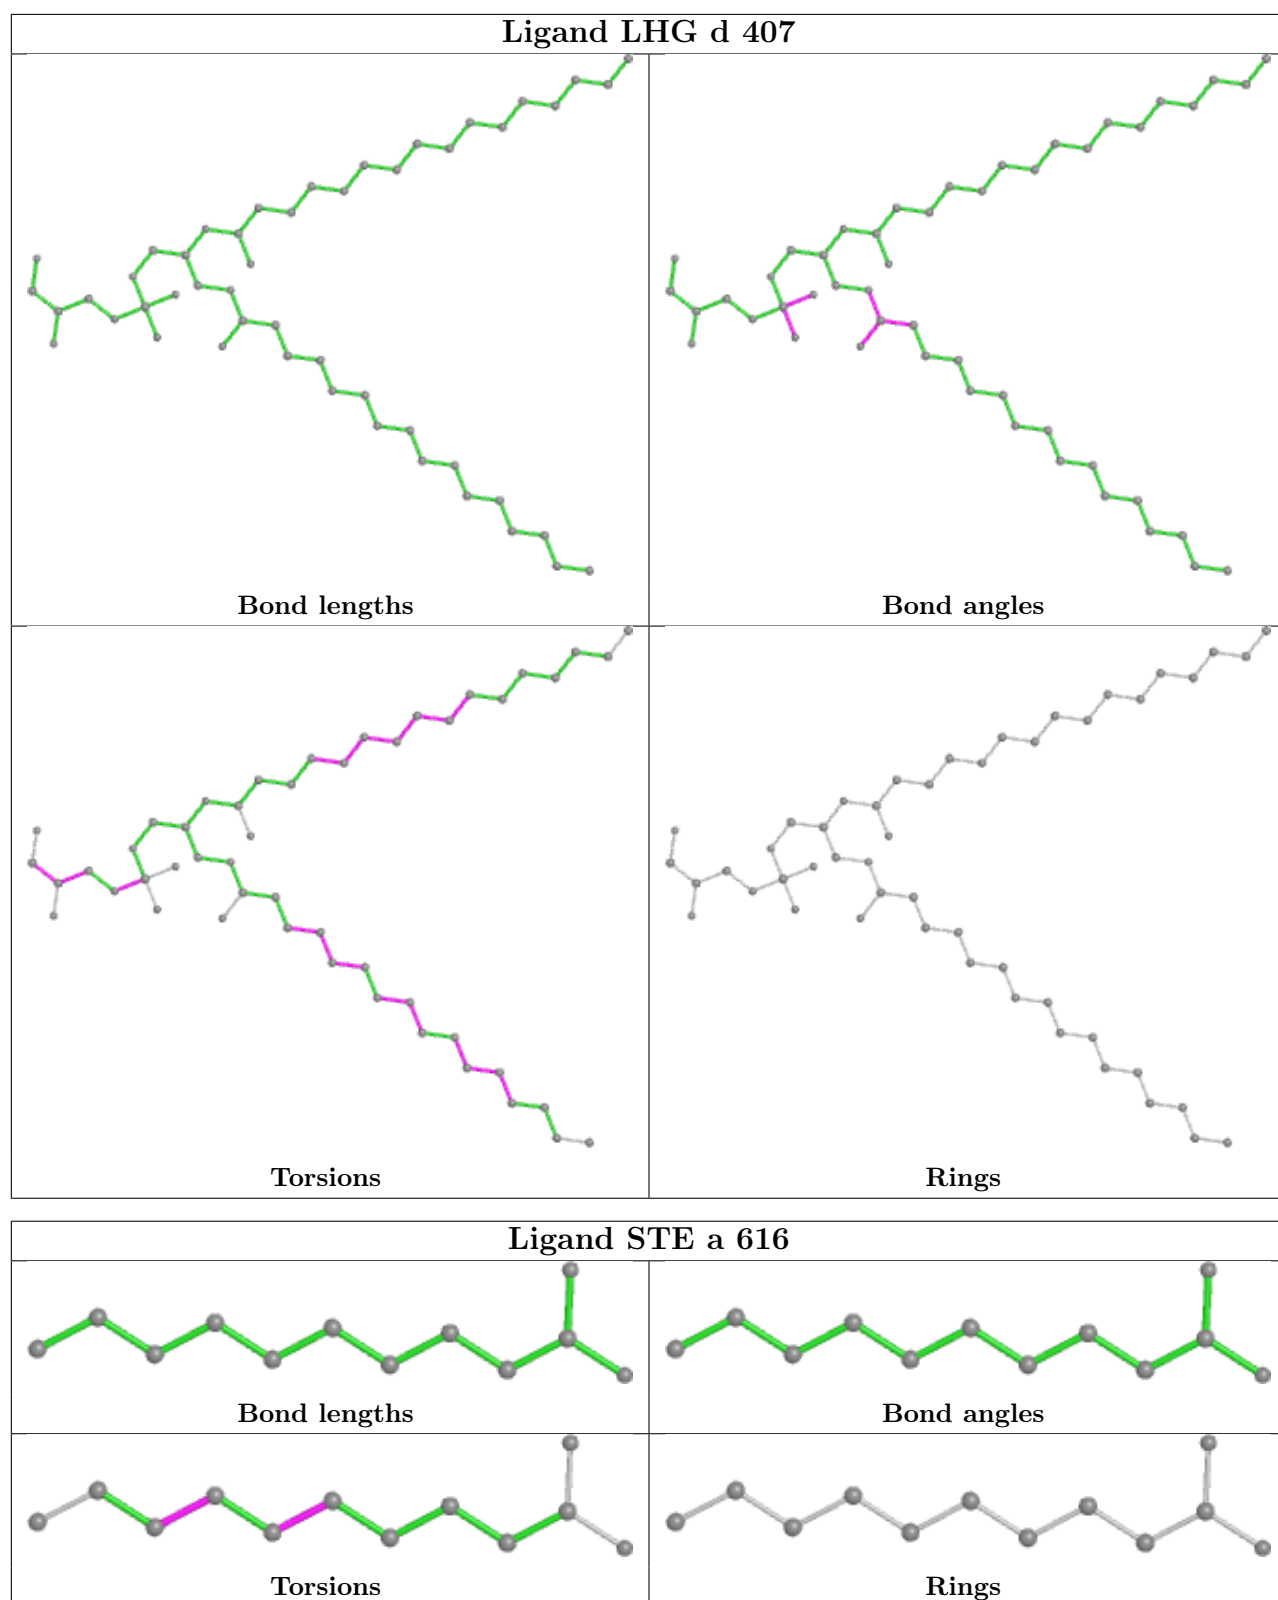 Ligand LHG d 407
Bond lengths
Bond angles
Torsions
Rings
Ligand STE a 616
Bond lengths
Bond angles
Torsions
Rings